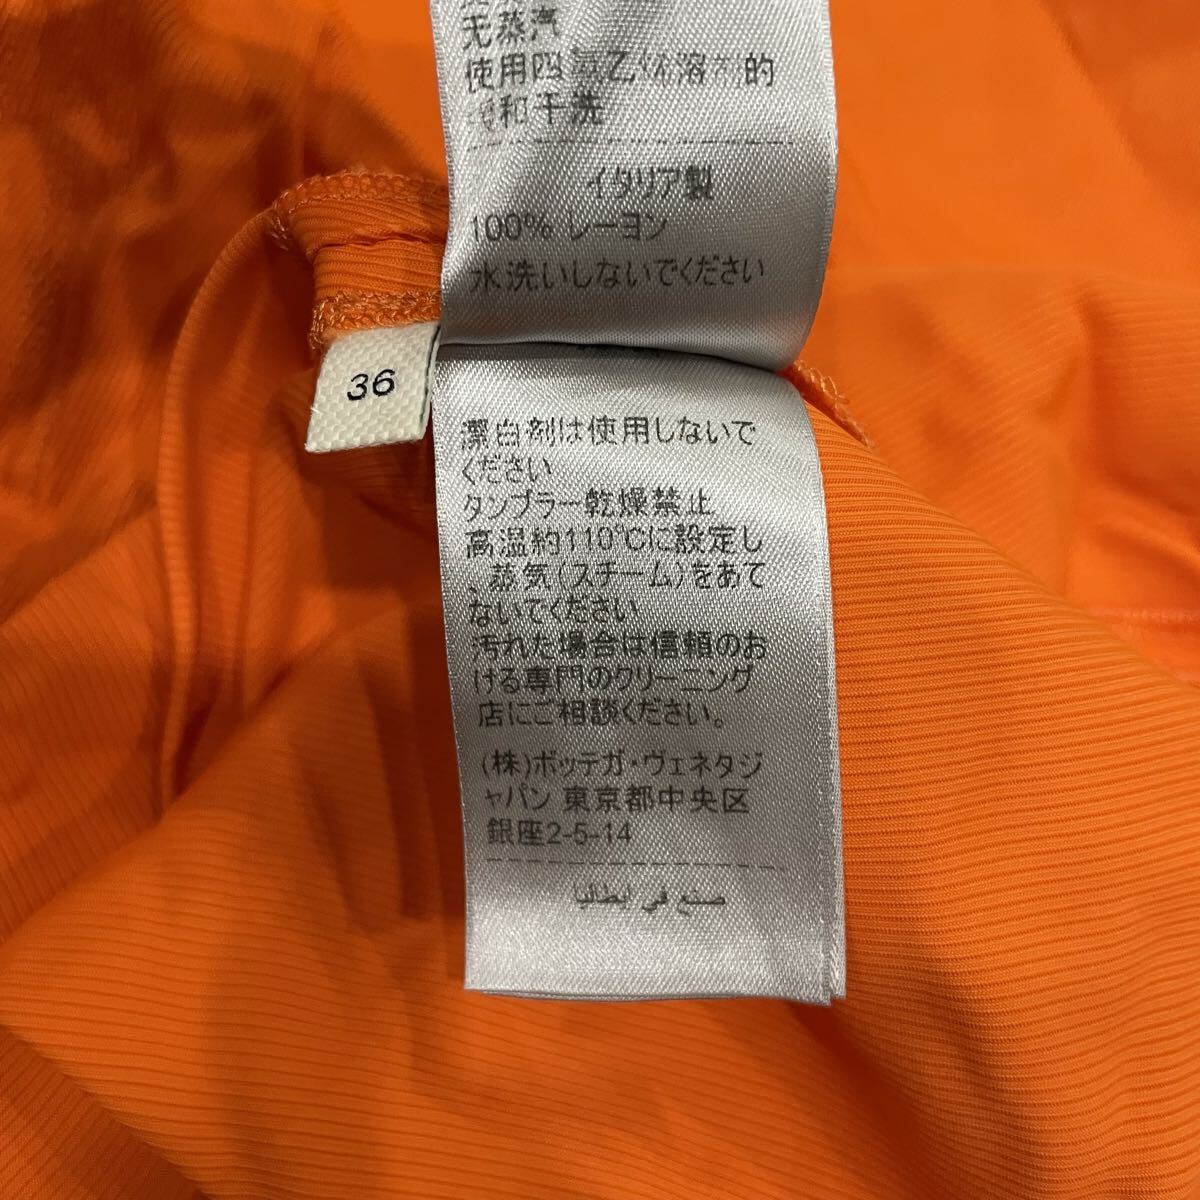 无蒸汽
使用四氯乙烯溶剂的
缓和干洗
イタリア製
100% レーヨン
水洗いしないでください
36
漂白剤は使用しないで
ください
タンブラー乾燥禁止
高温約110℃に設定し
、蒸気(スチーム)をあて
ないでください
汚れた場合は信頼のお
ける専門のクリーニング
店にご相談ください。
(株)ボッテガ・ヴェネタジ
ャパン 東京都中央区
銀座2-5-14
صنع في إيطاليا